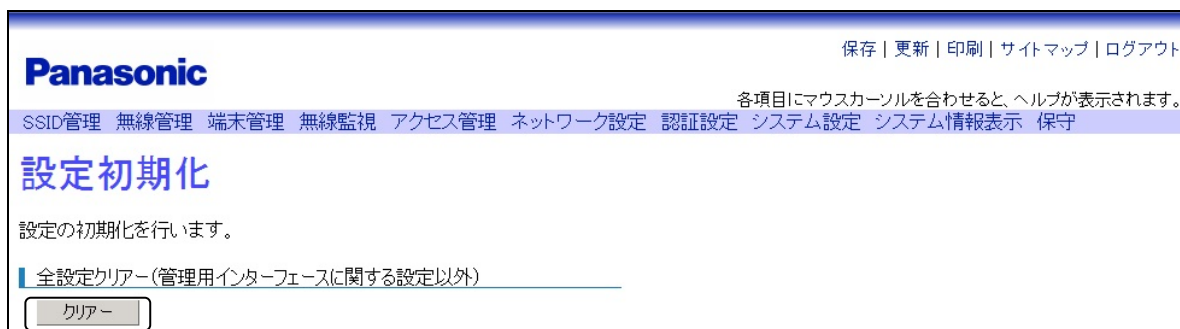 保存 | 更新 | 印刷 | サイトマップ | ログアウト
Panasonic
各項目にマウスカーソルを合わせると、ヘルプが表示されます。
SSID管理 無線管理 端末管理 無線監視 アクセス管理 ネットワーク設定 認証設定 システム設定 システム情報表示 保守
設定初期化
設定の初期化を行います。
全設定クリアー(管理用インターフェースに関する設定以外)
クリアー